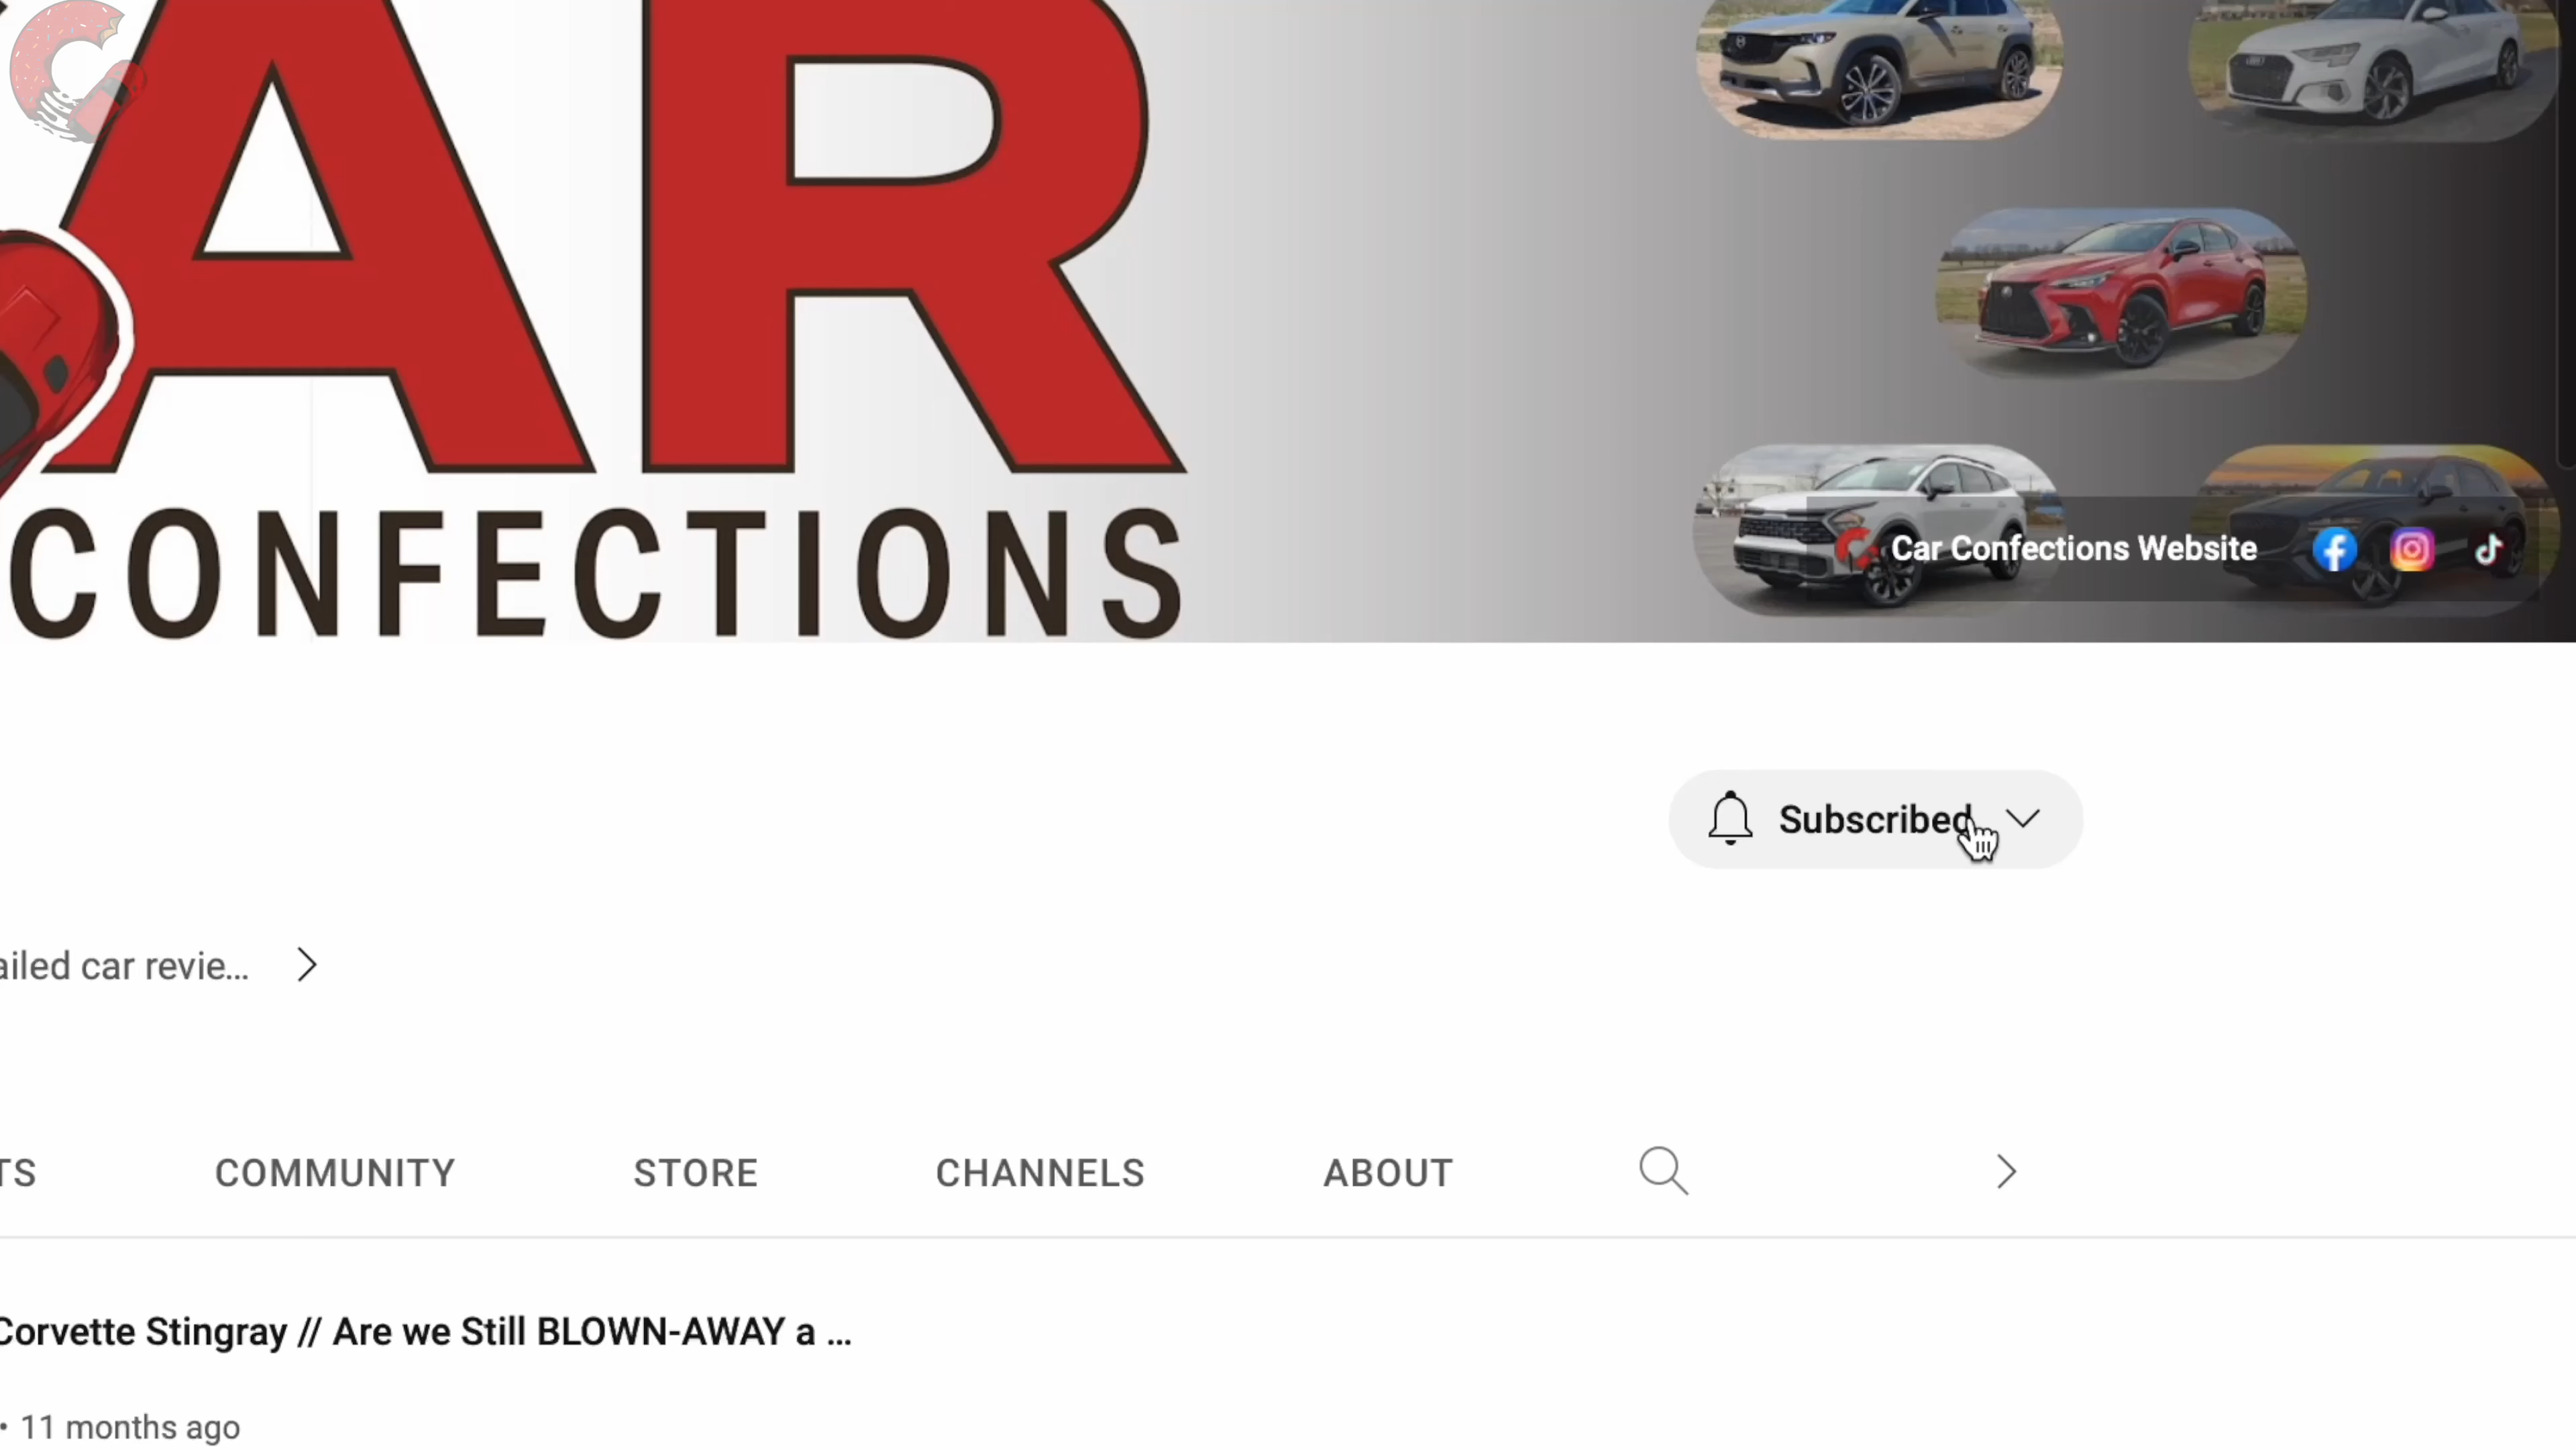 AR
CONFECTIONS
Car Confections Website
Subscribed
ailed car revie...
TS COMMUNITY STORE CHANNELS ABOUT
Corvette Stingray // Are we Still BLOWN-AWAY a ...
• 11 months ago